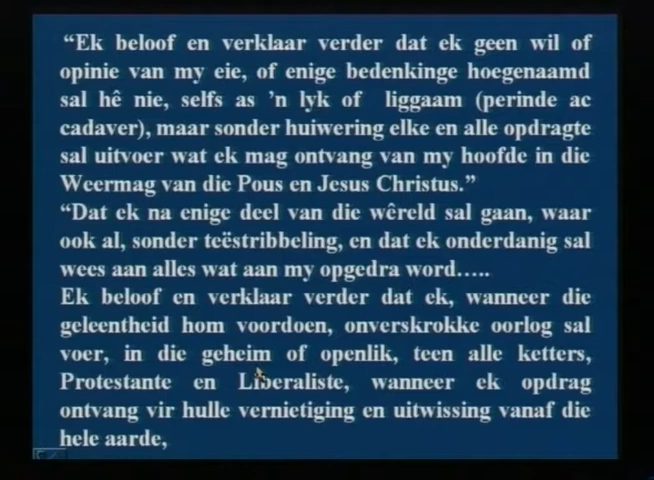 “Ek beloof en verklaar verder dat ek geen wil of
opinie van my eie, of enige bedenkinge hoegenaamd
sal hê nie, selfs as ’n lyk of liggaam (perinde ac
cadaver), maar sonder huiwering elke en alle opdragte
sal uitvoer wat ek mag ontvang van my hoofde in die
Weermag van die Pous en Jesus Christus.”
“Dat ek na enige deel van die wêreld sal gaan, waar
ook al, sonder teëstribbeling, en dat ek onderdanig sal
wees aan alles wat aan my opgedra word…..
Ek beloof en verklaar verder dat ek, wanneer die
geleentheid hom voordoen, onverskrokke oorlog sal
voer, in die geheim of openlik, teen alle ketters,
Protestante en Liberaliste, wanneer ek opdrag
ontvang vir hulle vernietiging en uitwissing vanaf die
hele aarde,